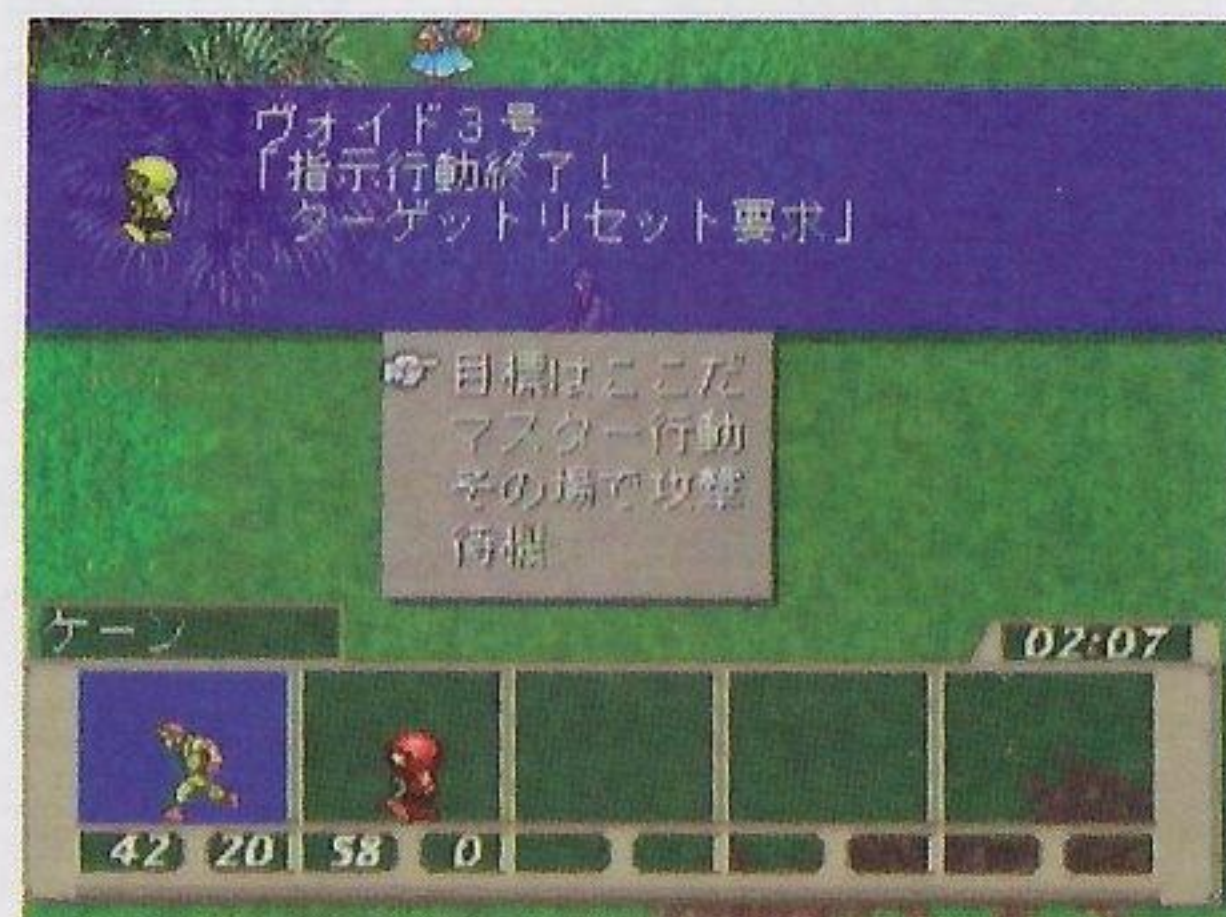 ヴォイド3号
「指示行動終了！
ターゲットリセット要求」
目標はここだ
マスター行動
その場で攻撃
待機
ケーン
02:07
42 20 58 0